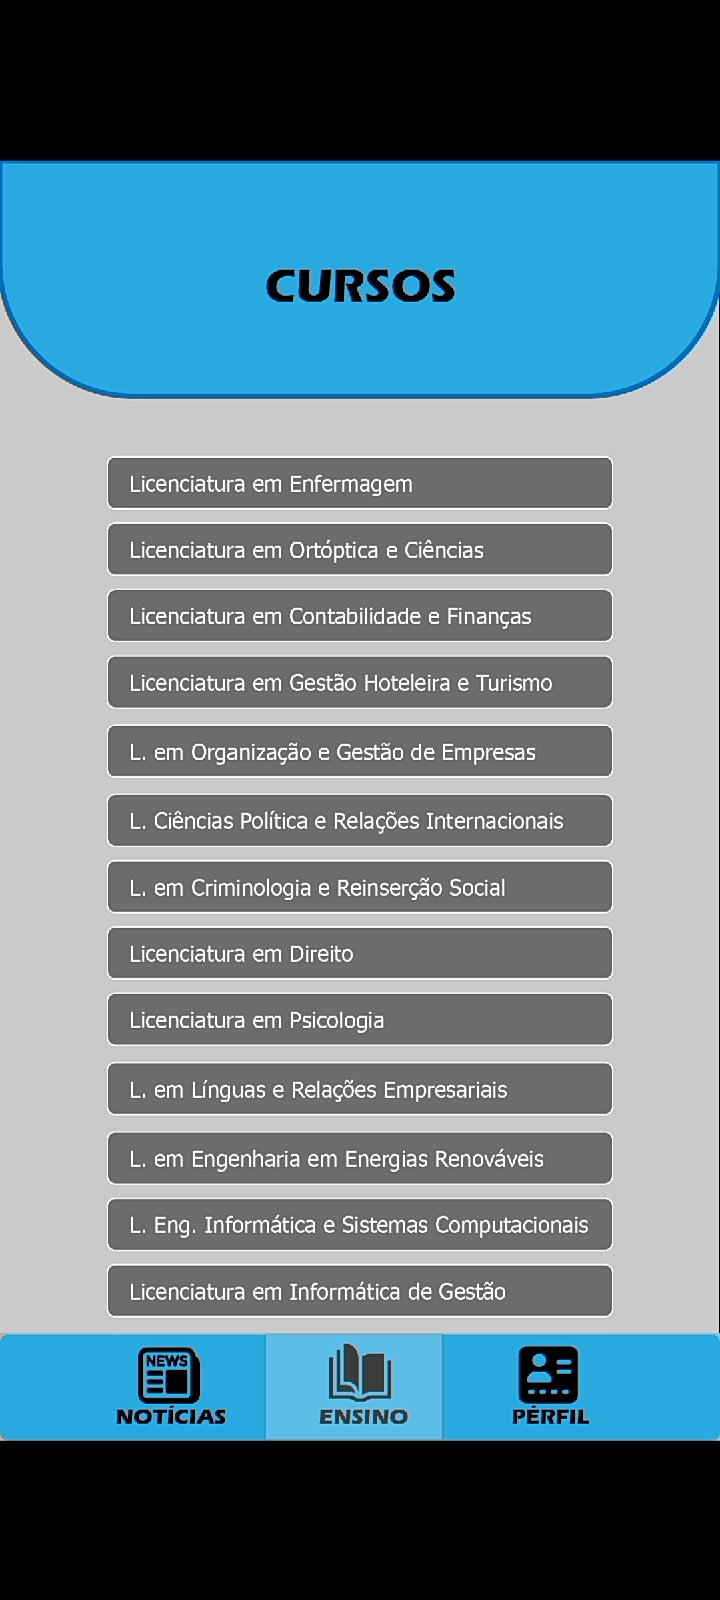 CURSOS
Licenciatura em Enfermagem
Licenciatura em Ortóptica e Ciências
Licenciatura em Contabilidade e Finanças
Licenciatura em Gestão Hoteleira e Turismo
L. em Organização e Gestão de Empresas
L. Ciências Política e Relações Internacionais
L. em Criminologia e Reinserção Social
Licenciatura em Direito
Licenciatura em Psicologia
L. em Línguas e Relações Empresariais
L. em Engenharia em Energias Renováveis
L. Eng. Informática e Sistemas Computacionais
Licenciatura em Informática de Gestão
NEWS
NOTÍCIAS
ENSINO
PÉRFIL